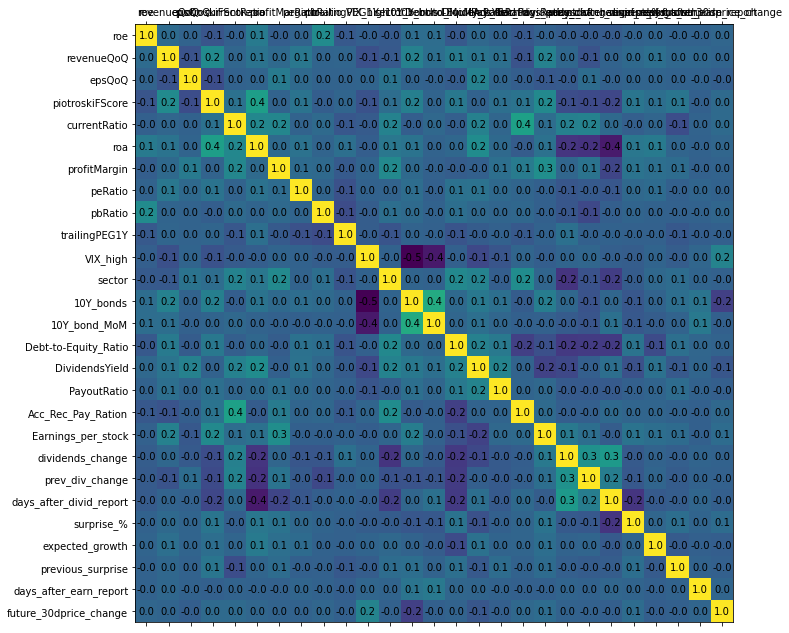 roe 1.0 0.0 0.0 -0.1 -0.0 0.1 -0.0 0.0 0.2 -0.1 -0.0 -0.0 0.1 0.1 -0.0 0.0 0.0 -0.1 -0.0 -0.0 -0.0 -0.0 -0.0 -0.0 -0.0 -0.0 0.0
revenueQoQ 0.0 1.0 -0.1 0.2 0.0 0.1 0.0 0.1 0.0 0.0 -0.1 -0.1 0.2 0.1 0.1 0.1 0.1 -0.1 0.2 0.0 -0.1 0.0 0.0 0.1 0.0 -0.0 0.0
epsQoQ 0.0 -0.1 1.0 -0.1 0.0 0.0 0.1 0.0 0.0 0.0 0.0 -0.0 0.0 -0.0 0.0 0.2 0.0 -0.0 -0.1 -0.0 0.1 -0.0 0.0 0.0 0.0 -0.0 0.0
piotroskiFScore -0.1 0.2 -0.1 1.0 0.1 0.4 0.0 0.1 -0.0 -0.0 -0.1 0.1 0.2 0.0 0.1 0.0 0.1 0.1 0.2 -0.1 -0.1 -0.2 0.1 0.1 0.1 -0.0 0.0
currentRatio -0.0 0.0 0.0 0.1 1.0 0.2 0.2 0.0 0.0 -0.1 -0.0 0.2 -0.0 0.0 -0.0 0.2 0.0 0.4 0.1 0.2 0.2 0.0 -0.0 0.0 -0.1 0.0 0.0
roa 0.1 0.1 0.0 0.4 0.2 1.0 0.0 0.1 0.0 0.1 -0.0 0.1 0.1 -0.0 0.0 0.2 0.0 -0.0 0.1 -0.2 -0.2 -0.4 0.1 0.1 0.0 0.0 -0.0
profitMargin -0.0 0.0 0.1 0.0 0.2 0.0 1.0 0.1 0.0 -0.0 0.0 0.2 0.0 -0.0 -0.0 -0.0 0.1 0.1 0.3 0.0 0.1 -0.2 0.1 0.1 0.1 -0.0 0.0
peRatio 0.0 0.1 0.0 0.1 0.0 0.1 0.1 1.0 0.0 -0.1 0.0 0.0 0.1 -0.0 0.1 0.1 0.0 0.0 -0.0 -0.1 -0.0 -0.1 0.0 0.0 0.0 -0.0 0.0
pbRatio 0.2 0.0 0.0 -0.0 0.0 0.0 0.0 0.0 1.0 -0.1 -0.0 0.1 0.0 -0.0 0.1 0.0 0.0 0.0 -0.0 -0.1 -0.1 -0.0 0.0 0.0 -0.0 0.0 0.0
trailingPEG1Y -0.1 0.0 0.0 -0.0 -0.1 0.1 -0.0 -0.1 -0.1 1.0 0.0 -0.1 0.0 -0.0 -0.1 -0.0 -0.0 -0.1 -0.0 0.1 0.0 0.0 0.0 0.0 0.0 -0.0 0.0
VIX_high -0.0 -0.1 0.0 -0.1 -0.0 -0.0 0.0 0.0 -0.0 0.0 1.0 -0.0 -0.5 -0.4 -0.0 -0.1 -0.1 0.0 -0.0 0.0 -0.1 0.0 -0.0 0.0 0.0 0.0 0.2
sector -0.0 -0.1 -0.0 0.1 0.2 0.1 0.2 0.0 0.1 -0.1 -0.0 1.0 0.0 0.0 0.2 0.2 -0.0 0.2 -0.0 -0.2 -0.1 -0.2 -0.0 0.0 0.1 0.0 -0.0
10Y_bonds 0.1 0.2 0.0 0.2 -0.0 0.1 0.0 0.1 0.0 0.0 -0.5 0.0 1.0 0.4 0.0 0.1 0.1 -0.0 0.2 0.0 -0.1 0.0 -0.1 0.0 0.1 0.1 -0.2
10Y_bond_MoM 0.1 0.1 -0.0 0.0 0.0 -0.0 -0.0 -0.0 -0.0 -0.0 -0.4 0.0 0.4 1.0 0.0 0.1 0.0 -0.0 0.0 -0.0 -0.1 0.1 -0.1 -0.0 0.0 0.1 -0.0
Debt-to-Equity_Ratio -0.0 0.1 0.0 0.1 -0.0 0.0 -0.0 0.1 0.1 -0.1 -0.0 0.2 0.0 0.0 1.0 0.2 0.1 -0.2 -0.1 -0.2 -0.2 -0.2 0.1 -0.1 0.0 0.0 -0.0
DividendsYield 0.0 0.1 0.2 0.0 0.2 0.2 -0.0 0.1 0.0 -0.0 -0.1 0.2 0.1 0.1 0.2 1.0 0.2 0.0 -0.2 -0.1 -0.0 0.1 -0.1 0.1 -0.0 0.0 -0.1
PayoutRatio 0.0 0.1 0.0 0.1 0.0 0.0 0.1 0.0 0.0 -0.0 -0.1 -0.0 0.1 0.0 0.1 0.2 1.0 0.0 -0.0 0.0 -0.0 -0.0 0.0 0.0 0.1 -0.0 -0.0
Acc_Rec_Pay_Ration -0.1 -0.1 -0.0 0.1 0.4 -0.0 0.1 0.0 0.0 -0.1 0.0 0.2 -0.0 -0.0 -0.2 0.0 0.0 1.0 0.0 -0.0 -0.0 0.0 -0.0 0.0 0.0 0.0 0.0
Earnings_per_stock -0.0 0.2 -0.1 0.2 0.1 0.1 0.3 -0.0 -0.0 -0.0 -0.0 -0.0 0.2 0.0 -0.1 -0.2 -0.0 0.0 1.0 0.1 0.1 -0.0 -0.1 0.1 0.1 -0.0 0.1
dividends_change -0.0 0.0 -0.0 -0.1 0.2 -0.2 0.0 -0.1 -0.1 0.1 0.0 -0.2 0.0 -0.0 -0.2 -0.1 0.0 -0.0 0.1 1.0 0.3 0.3 -0.0 0.0 -0.0 0.0 0.0
prev_div_change -0.0 -0.1 0.1 -0.1 0.2 -0.2 0.1 -0.0 -0.1 0.0 -0.1 -0.1 -0.1 -0.1 -0.2 -0.0 -0.0 -0.0 0.1 0.3 1.0 0.2 -0.1 0.0 -0.0 -0.0 -0.0
days_after_divid_report -0.0 0.0 -0.0 -0.2 0.0 -0.4 -0.2 -0.1 -0.0 0.0 0.0 -0.2 0.0 0.1 -0.2 0.1 -0.0 0.0 -0.0 0.3 0.2 1.0 -0.2 -0.0 0.0 -0.0 0.0
surprise_% -0.0 0.0 0.0 0.1 -0.0 0.1 0.1 0.0 0.0 0.0 -0.0 -0.0 -0.1 -0.1 0.1 -0.1 0.0 -0.0 -0.1 -0.0 -0.1 -0.2 1.0 0.0 0.1 0.0 0.1
expected_growth -0.0 0.1 0.0 0.1 0.0 0.1 0.1 0.0 0.0 0.0 0.0 0.0 0.0 -0.0 -0.1 0.1 0.0 0.0 0.1 0.0 0.0 -0.0 0.0 1.0 -0.0 -0.0 0.0
previous_surprise -0.0 0.0 0.0 0.1 -0.1 0.0 0.1 0.0 -0.0 0.0 0.0 0.1 0.1 0.0 0.0 -0.0 0.1 0.0 0.1 -0.0 -0.0 0.0 0.1 -0.0 1.0 0.0 -0.0
days_after_earn_report -0.0 -0.0 -0.0 -0.0 0.0 0.0 -0.0 -0.0 0.0 -0.0 0.0 0.0 0.1 0.1 0.0 0.0 -0.0 0.0 -0.0 0.0 -0.0 -0.0 0.0 -0.0 0.0 1.0 0.0
future_30dprice_change 0.0 0.0 0.0 0.0 0.0 -0.0 0.0 0.0 0.0 0.0 0.2 -0.0 -0.2 -0.0 -0.0 -0.1 -0.0 0.0 0.1 0.0 -0.0 0.0 0.1 0.0 -0.0 0.0 1.0